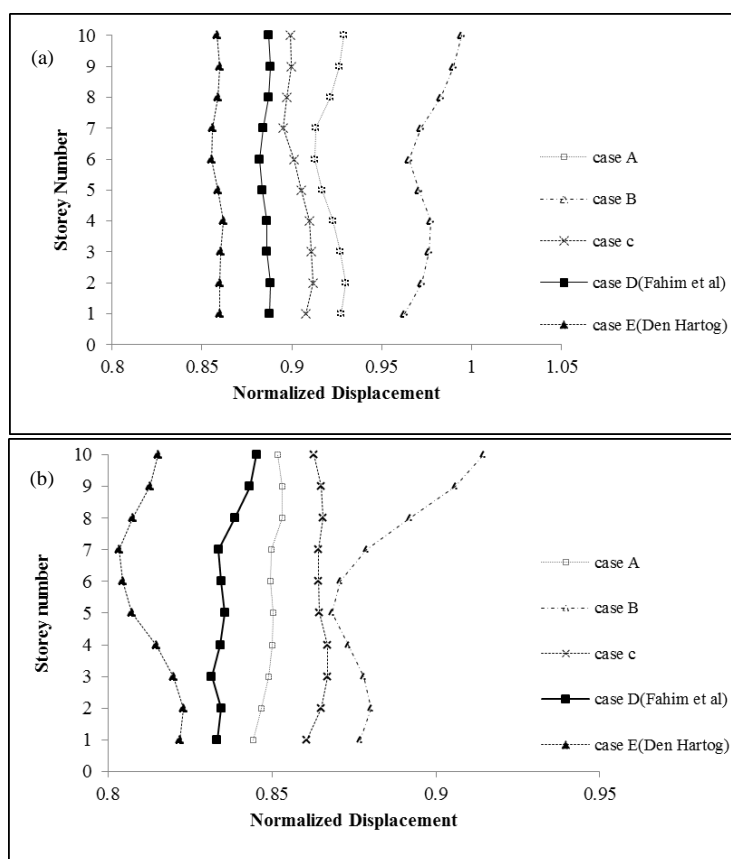 (a)
10
9
8
7
6
5
4
3
2
1
0
Storey Number
0.8
0.85
0.9
0.95
1
1.05
Normalized Displacement
case A
case B
case c
case D(Fahim et al)
case E(Den Hartog)
(b)
10
9
8
7
6
5
4
3
2
1
0
Storey number
0.8
0.85
0.9
0.95
Normalized Displacement
case A
case B
case c
case D(Fahim et al)
case E(Den Hartog)